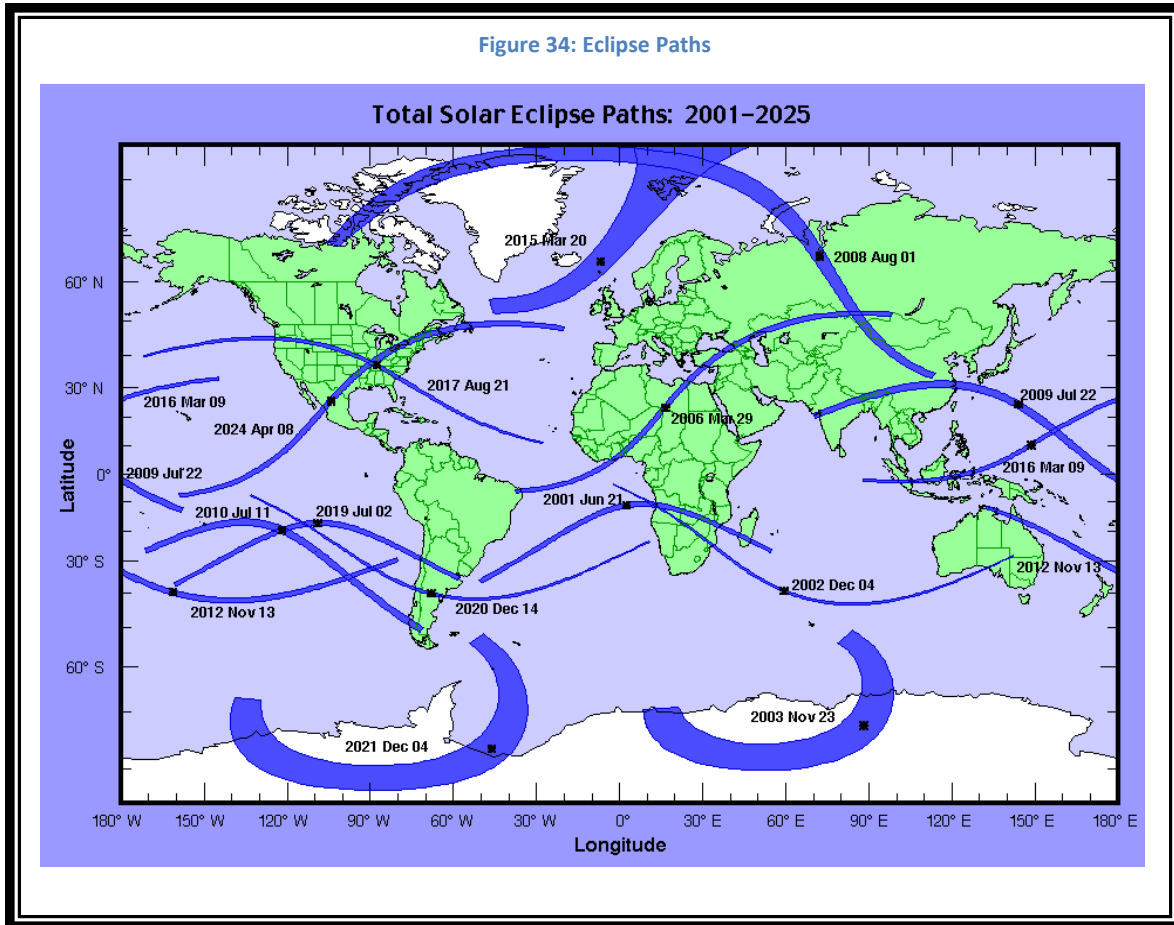 Figure 34: Eclipse Paths
Total Solar Eclipse Paths: 2001–2025
2015 Mar 20
2008 Aug 01
60° N
30° N
2017 Aug 21
2016 Mar 09
2009 Jul 22
2024 Apr 08
2006 Mar 29
2016 Mar 09
Latitude
0°
2009 Jul 22
2001 Jun 21
2010 Jul 11
2019 Jul 02
30° S
2012 Nov 13
2002 Dec 04
2012 Nov 13
2020 Dec 14
60° S
2003 Nov 23
2021 Dec 04
180° W 150° W 120° W 90° W 60° W 30° W 0° 30° E 60° E 90° E 120° E 150° E 180° E
Longitude